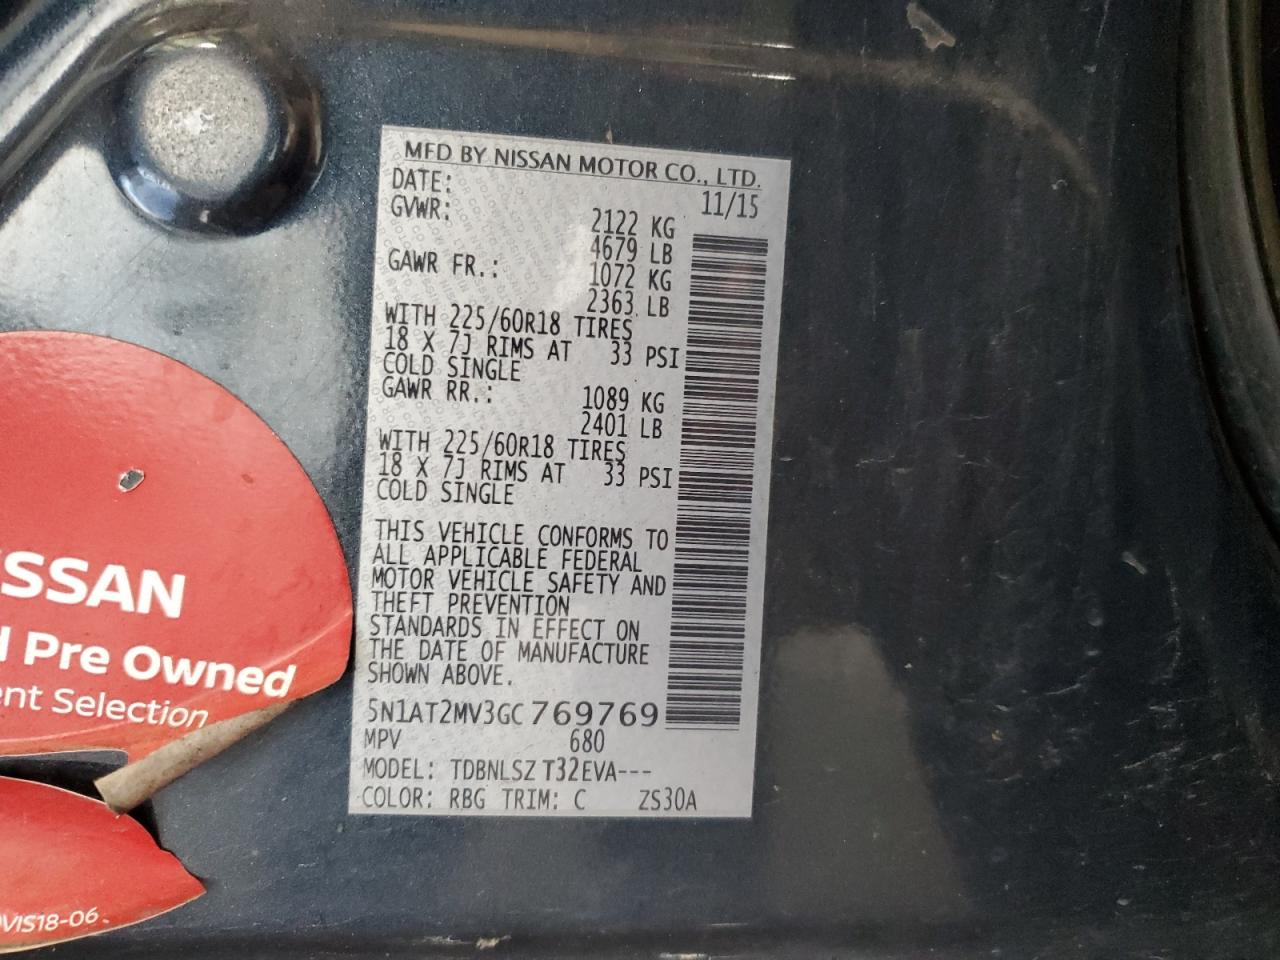 MFD BY NISSAN MOTOR CO., LTD.
DATE: 11/15
GVWR: 2122 KG
4679 LB
GAWR FR.: 1072 KG
2363 LB
WITH 225/60R18 TIRES
18 X 7J RIMS AT 33 PSI
COLD SINGLE
GAWR RR.: 1089 KG
2401 LB
WITH 225/60R18 TIRES
18 X 7J RIMS AT 33 PSI
COLD SINGLE
THIS VEHICLE CONFORMS TO
ALL APPLICABLE FEDERAL
MOTOR VEHICLE SAFETY AND
THEFT PREVENTION
STANDARDS IN EFFECT ON
THE DATE OF MANUFACTURE
SHOWN ABOVE.
5N1AT2MV3GC 769769
MPV 680
MODEL: TDBNLSZ T32EVA---
COLOR: RBG TRIM: C ZS30A
SSAN
Pre Owned
nt Selection
VIS18-06